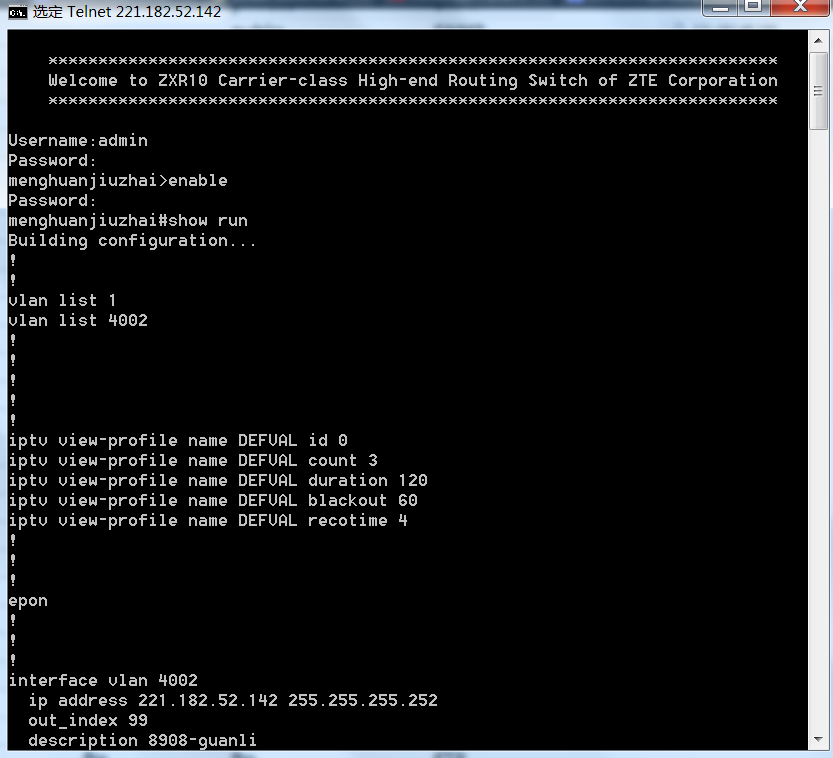 选定 Telnet 221.182.52.142
*************************************************************************
Welcome to ZXR10 Carrier-class High-end Routing Switch of ZTE Corporation
*************************************************************************
Username:admin
Password:
menghuanjiuzhai>enable
Password:
menghuanjiuzhai#show run
Building configuration...
!
!
vlan list 1
vlan list 4002
!
!
!
!
!
iptv view-profile name DEFVAL id 0
iptv view-profile name DEFVAL count 3
iptv view-profile name DEFVAL duration 120
iptv view-profile name DEFVAL blackout 60
iptv view-profile name DEFVAL recotime 4
!
!
!
epon
!
!
!
interface vlan 4002
ip address 221.182.52.142 255.255.255.252
out_index 99
description 8908-guanli